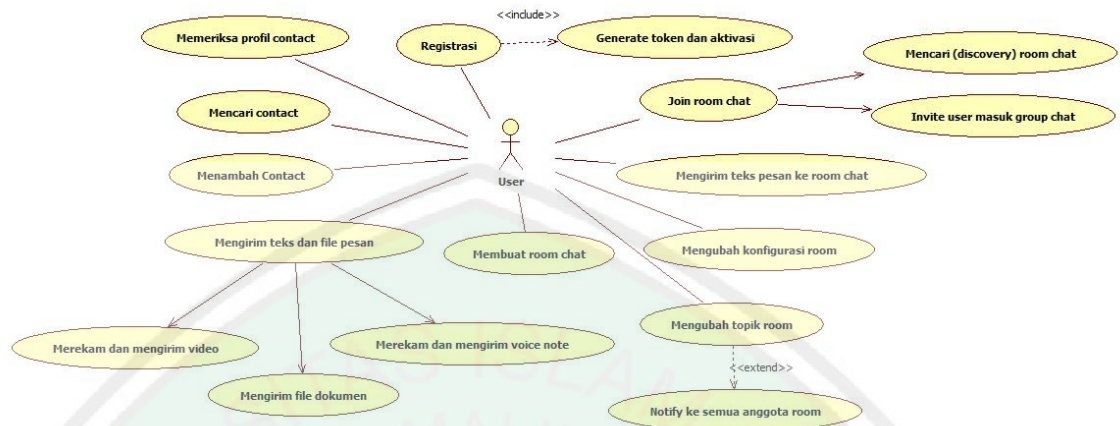 <<include>>
Memeriksa profil contact
Registrasi
Generate token dan aktivasi
Mencari (discovery) room chat
Mencari contact
Join room chat
Invite user masuk group chat
Menambah Contact
User
Mengirim teks pesan ke room chat
Mengirim teks dan file pesan
Membuat room chat
Mengubah konfigurasi room
Merekam dan mengirim video
Merekam dan mengirim voice note
Mengubah topik room
<<extend>>
Mengirim file dokumen
Notify ke semua anggota room